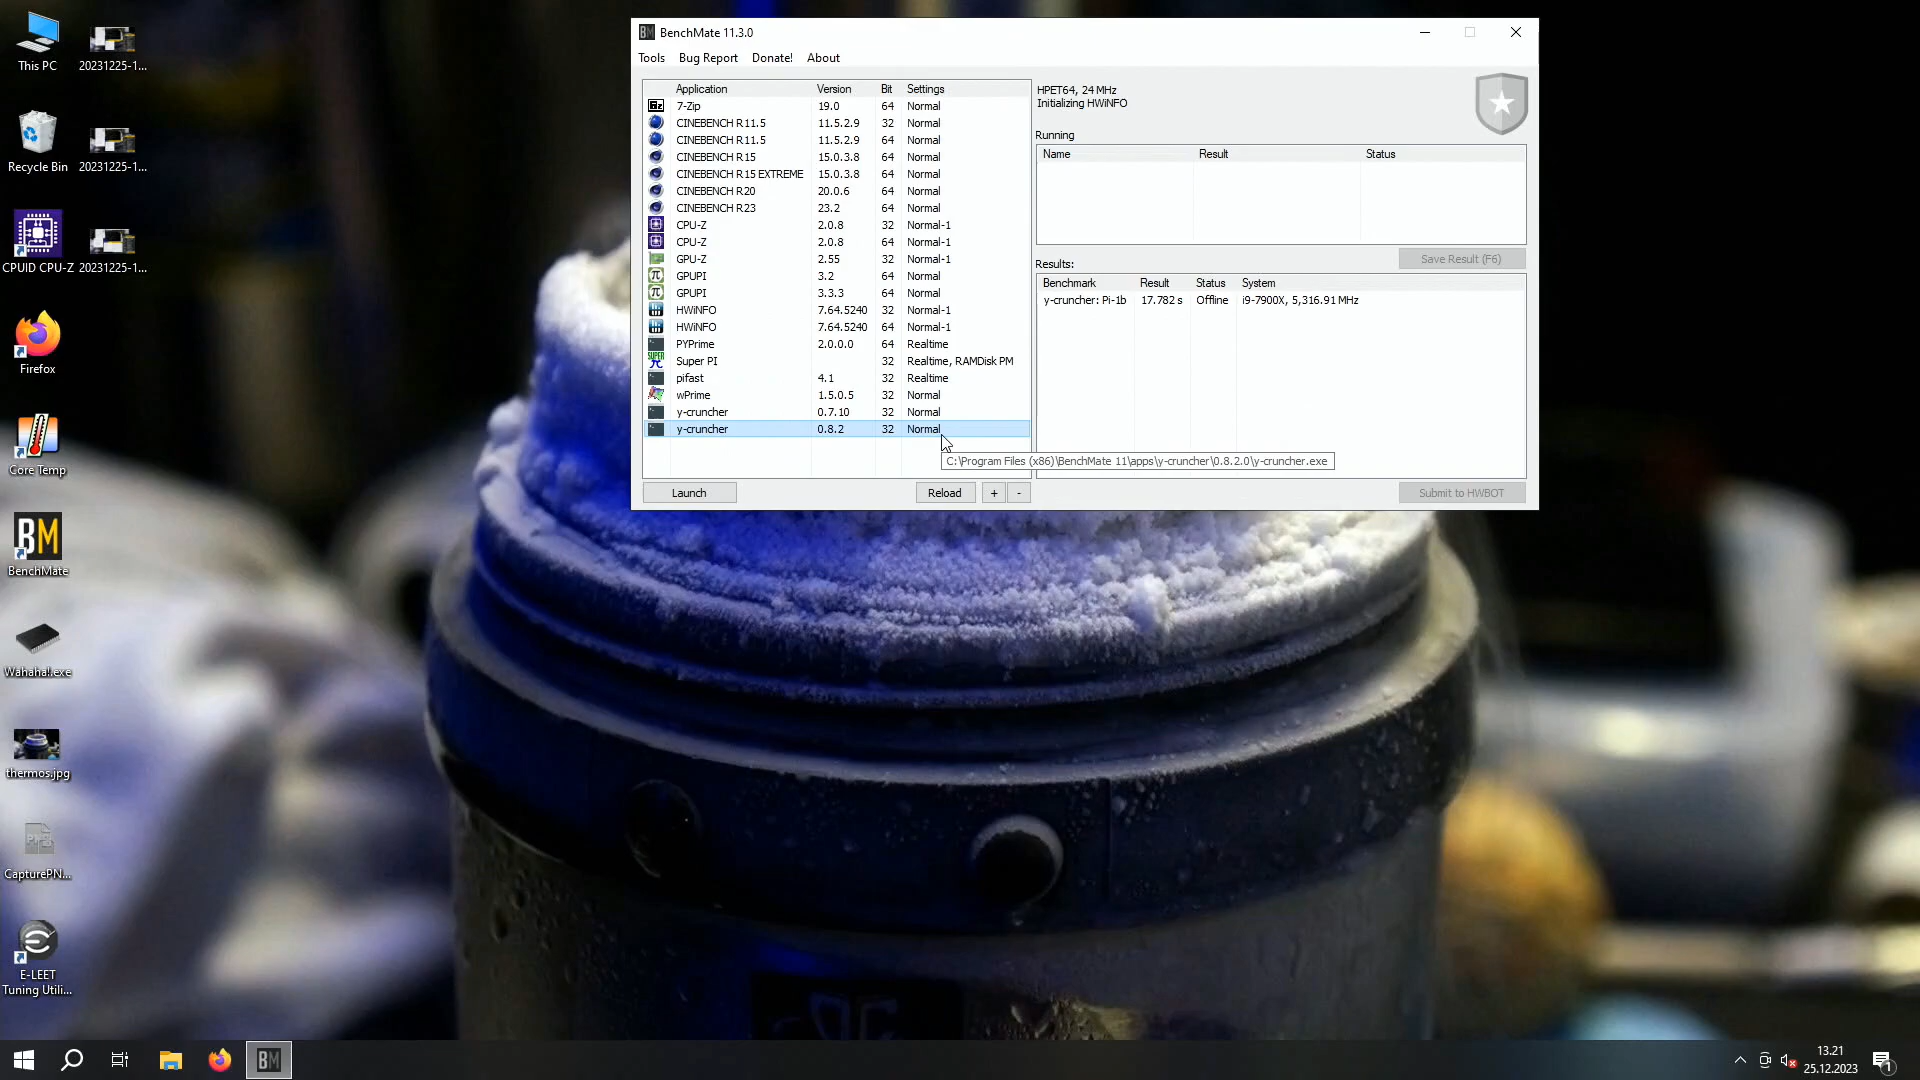 This PC
20231225-1...
Recycle Bin
20231225-1...
CPUID CPU-Z
20231225-1...
Firefox
Core Temp
BM
BenchMate
Wahaha!.exe
thermos.jpg
PNG
CapturePN...
E-LEET
Tuning Utili...
BM BenchMate 11.3.0
Tools Bug Report Donate! About
Application Version Bit Settings
7z 7-Zip 19.0 64 Normal
CINEBENCH R11.5 11.5.2.9 32 Normal
CINEBENCH R11.5 11.5.2.9 64 Normal
CINEBENCH R15 15.0.3.8 64 Normal
CINEBENCH R15 EXTREME 15.0.3.8 64 Normal
CINEBENCH R20 20.0.6 64 Normal
CINEBENCH R23 23.2 64 Normal
CPU-Z 2.0.8 32 Normal-1
CPU-Z 2.0.8 64 Normal-1
GPU-Z 2.55 32 Normal-1
π GPUPI 3.2 64 Normal
π GPUPI 3.3.3 64 Normal
HWiNFO 7.64.5240 32 Normal-1
HWiNFO 7.64.5240 64 Normal-1
PYPrime 2.0.0.0 64 Realtime
SUPER π Super PI 32 Realtime, RAMDisk PM
pifast 4.1 32 Realtime
wPrime 1.5.0.5 32 Normal
y-cruncher 0.7.10 32 Normal
y-cruncher 0.8.2 32 Normal
C:\Program Files (x86)\BenchMate 11\apps\y-cruncher\0.8.2.0\y-cruncher.exe
Launch Reload + -
HPET64, 24 MHz
Initializing HWiNFO
Running
Name Result Status
Save Result (F6)
Results:
Benchmark Result Status System
y-cruncher: Pi-1b 17.782 s Offline i9-7900X, 5,316.91 MHz
Submit to HWBOT
BM
13.21
25.12.2023
1